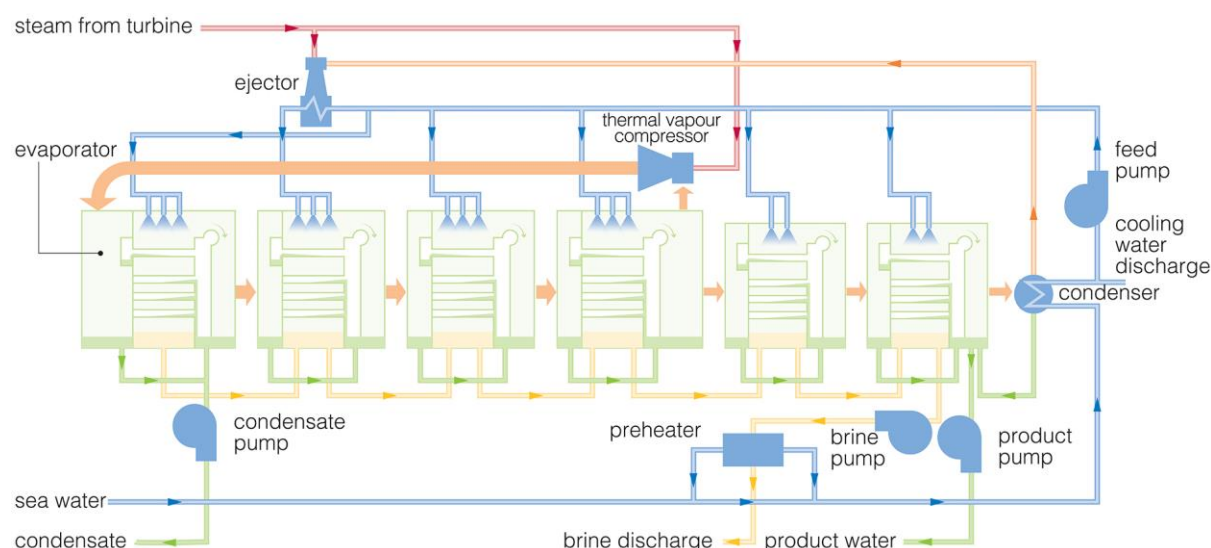 steam from turbine
ejector
thermal vapour
compressor
evaporator
feed
pump
cooling
water
discharge
condenser
condensate
pump
preheater
brine
pump
product
pump
sea water
condensate
brine discharge
product water